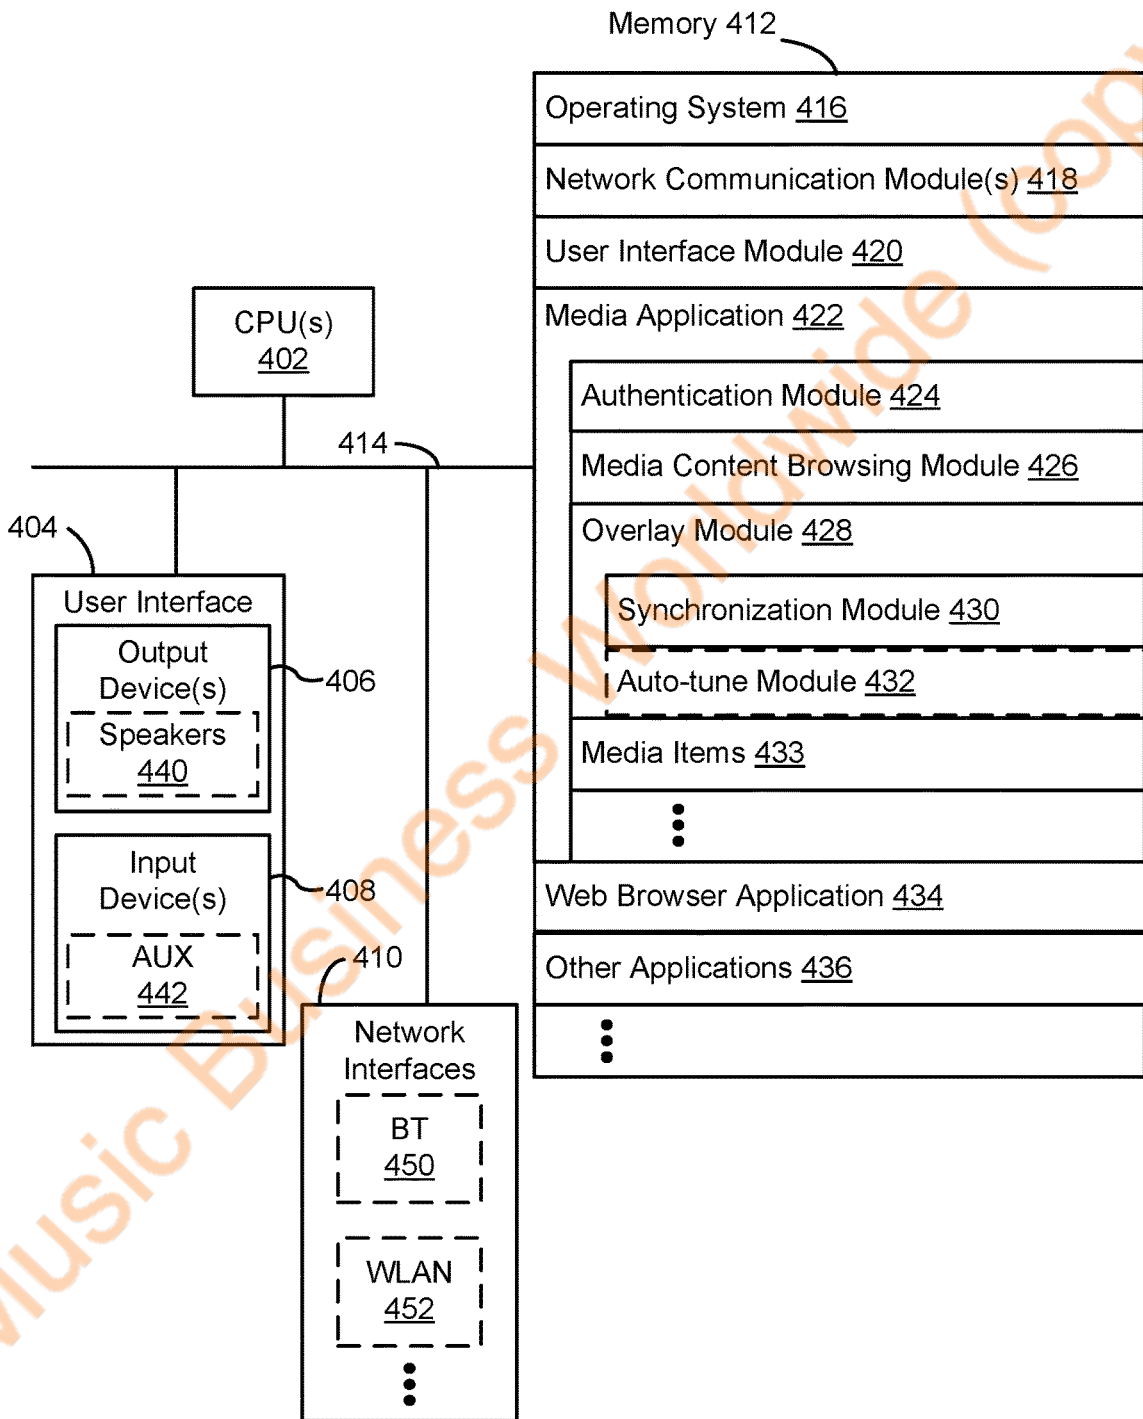 Memory 412
Operating System 416
Network Communication Module(s) 418
User Interface Module 420
Media Application 422
Authentication Module 424
Media Content Browsing Module 426
Overlay Module 428
Synchronization Module 430
Auto-tune Module 432
Media Items 433
Web Browser Application 434
Other Applications 436
CPU(s)
402
414
404
User Interface
Output
Device(s)
406
Speakers
440
Input
Device(s)
408
AUX
442
410
Network
Interfaces
BT
450
WLAN
452
Music Business Worldwide (copy